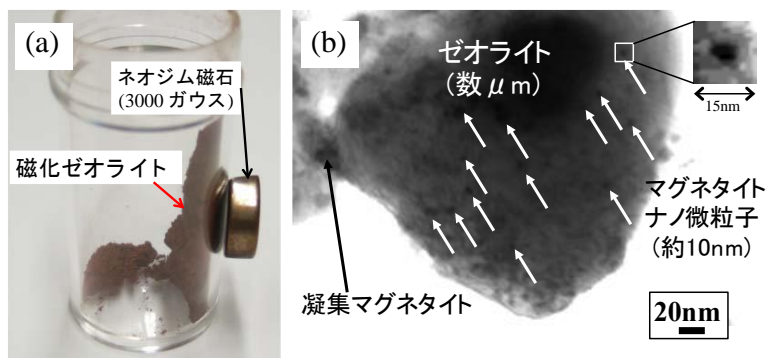 (a)
ネオジム磁石
(3000 ガウス)
磁化ゼオライト
(b)
ゼオライト
(数μm)
15nm
マグネタイト
ナノ微粒子
(約10nm)
凝集マグネタイト
20nm